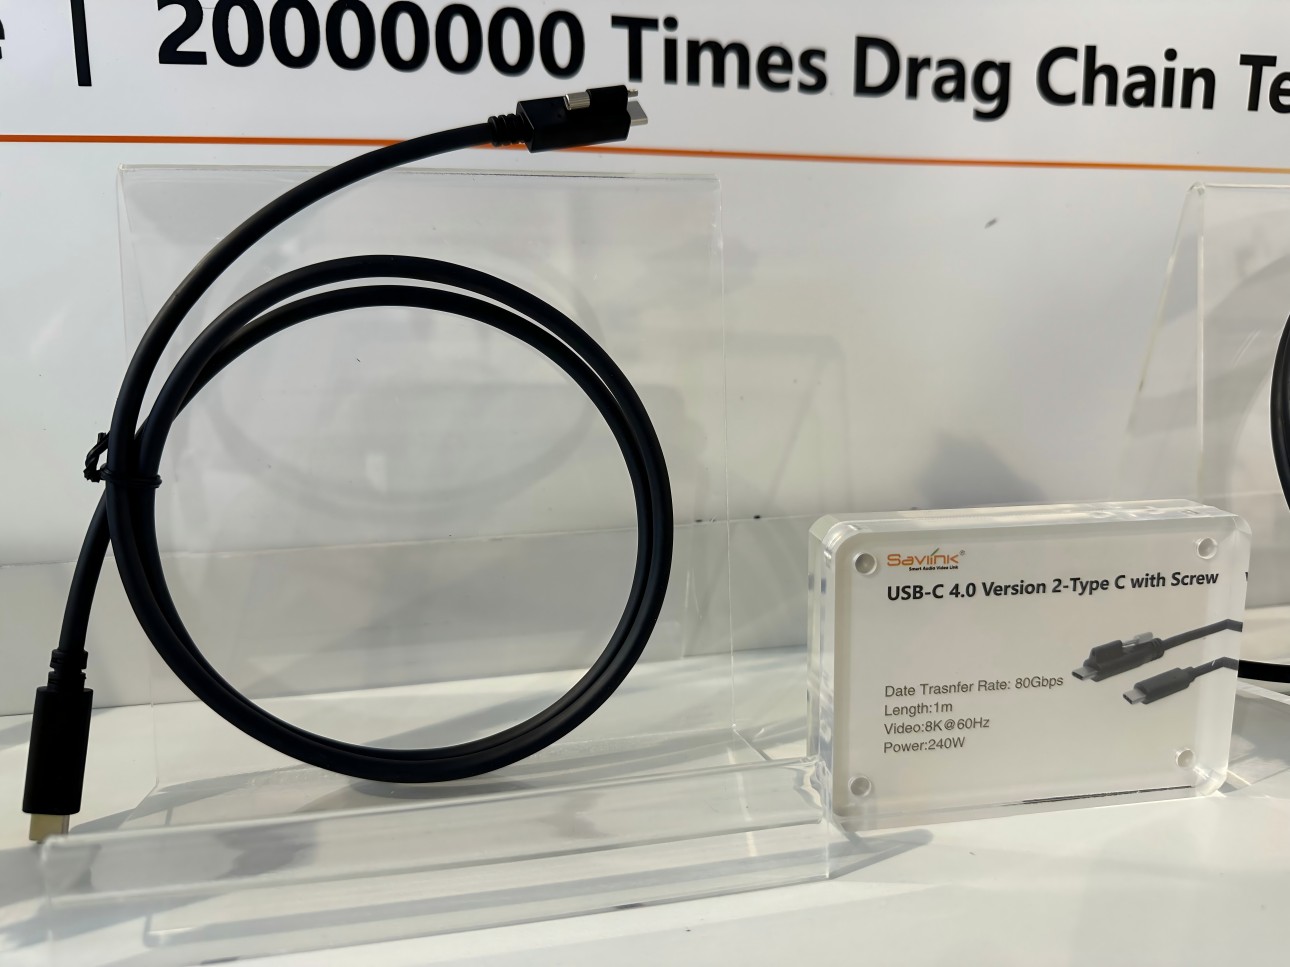 20000000 Times Drag Chain Te
Savlink®
Smart Audio Video Link
USB-C 4.0 Version 2-Type C with Screw
Date Trasnfer Rate: 80Gbps
Length:1m
Video:8K@60Hz
Power:240W